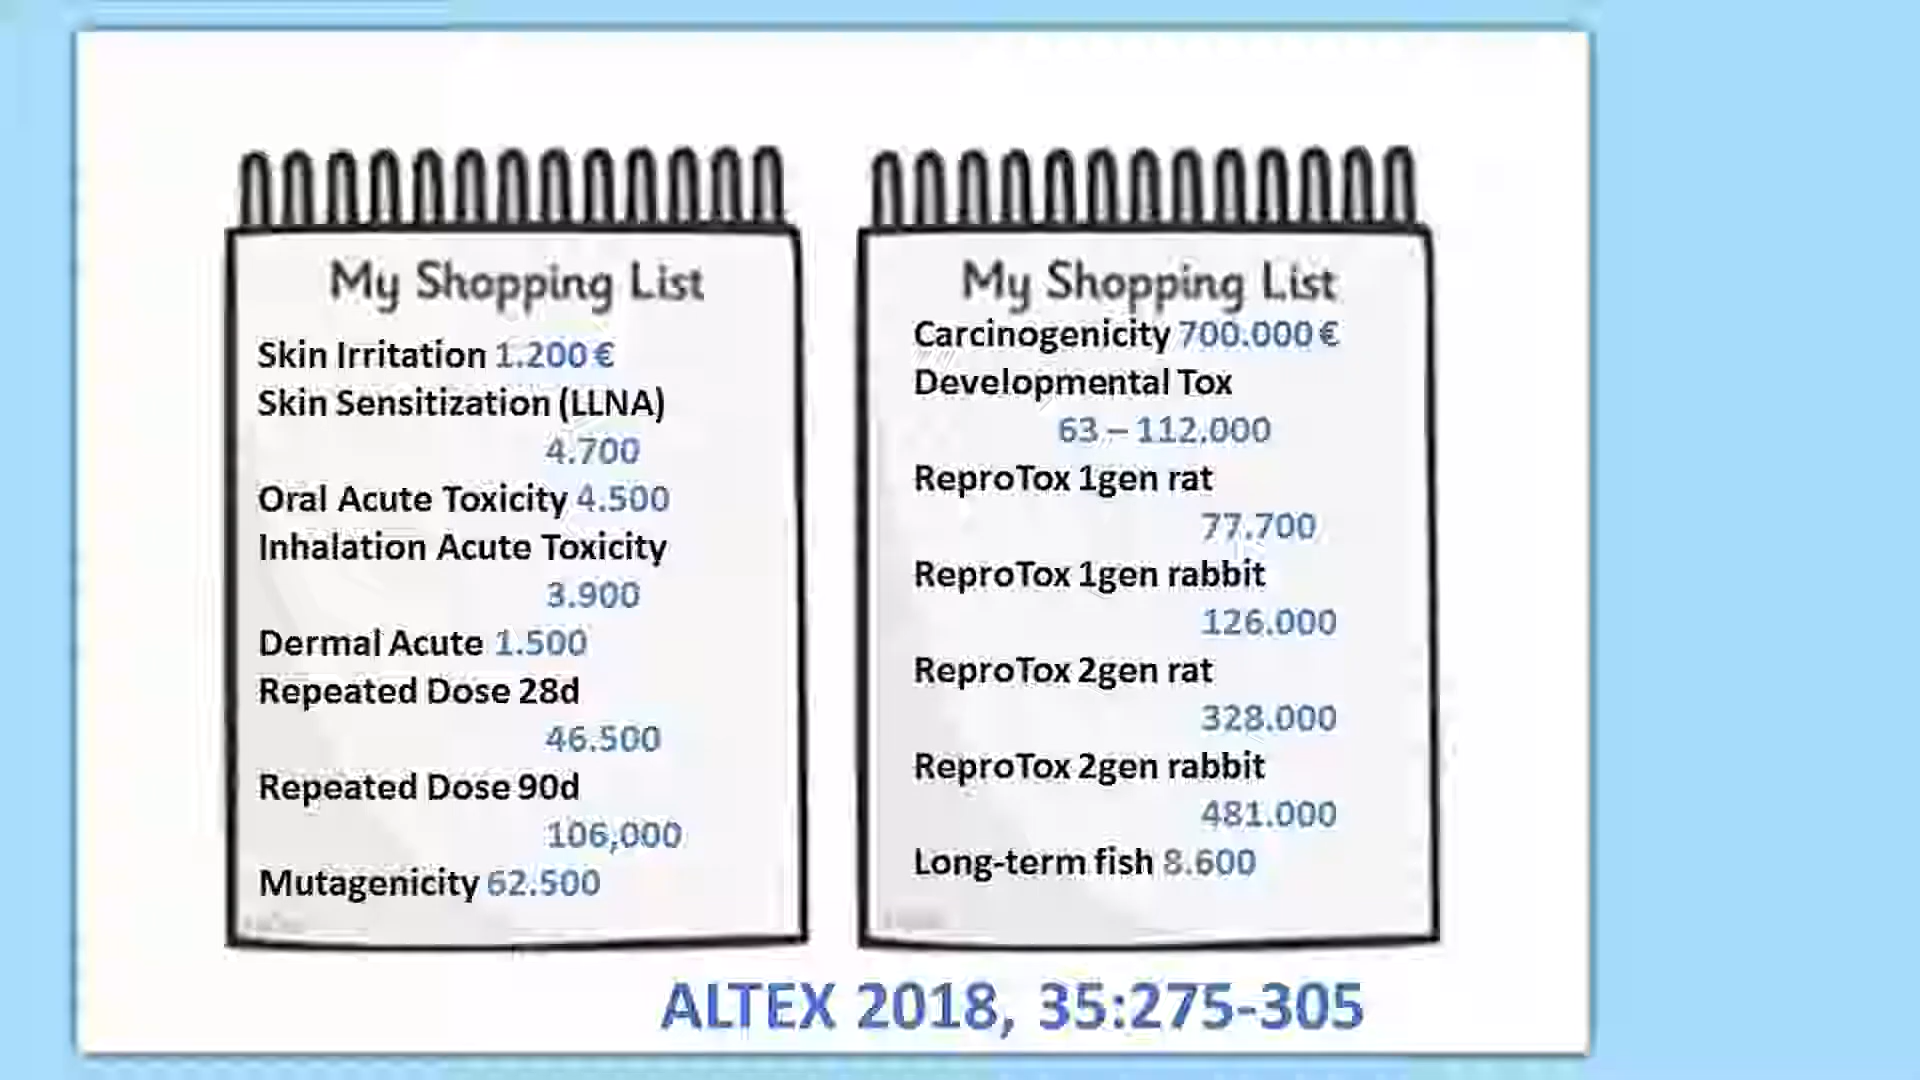 My Shopping List
Skin Irritation 1.200 €
Skin Sensitization (LLNA)
4.700
Oral Acute Toxicity 4.500
Inhalation Acute Toxicity
3.900
Dermal Acute 1.500
Repeated Dose 28d
46.500
Repeated Dose 90d
106,000
Mutagenicity 62.500
My Shopping List
Carcinogenicity 700.000 €
Developmental Tox
63 – 112.000
ReproTox 1gen rat
77.700
ReproTox 1gen rabbit
126.000
ReproTox 2gen rat
328.000
ReproTox 2gen rabbit
481.000
Long-term fish 8.600
ALTEX 2018, 35:275-305